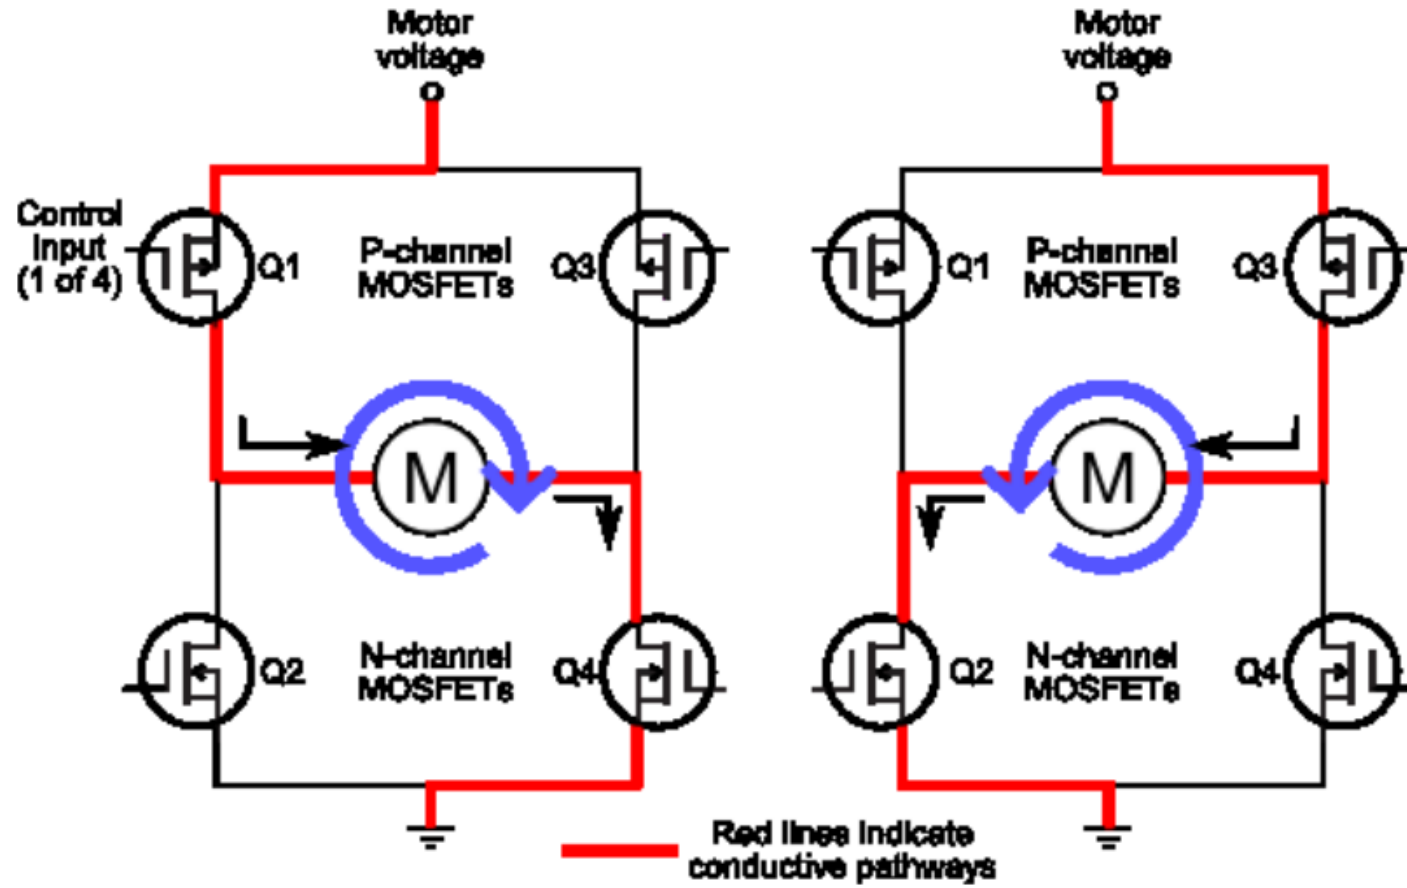 Motor
voltage
Control
Input
(1 of 4)
Q1
P-channel
MOSFETs
Q3
M
Q2
N-channel
MOSFETs
Q4
Motor
voltage
Q1
P-channel
MOSFETs
Q3
M
Q2
N-channel
MOSFETs
Q4
Red lines indicate
conductive pathways